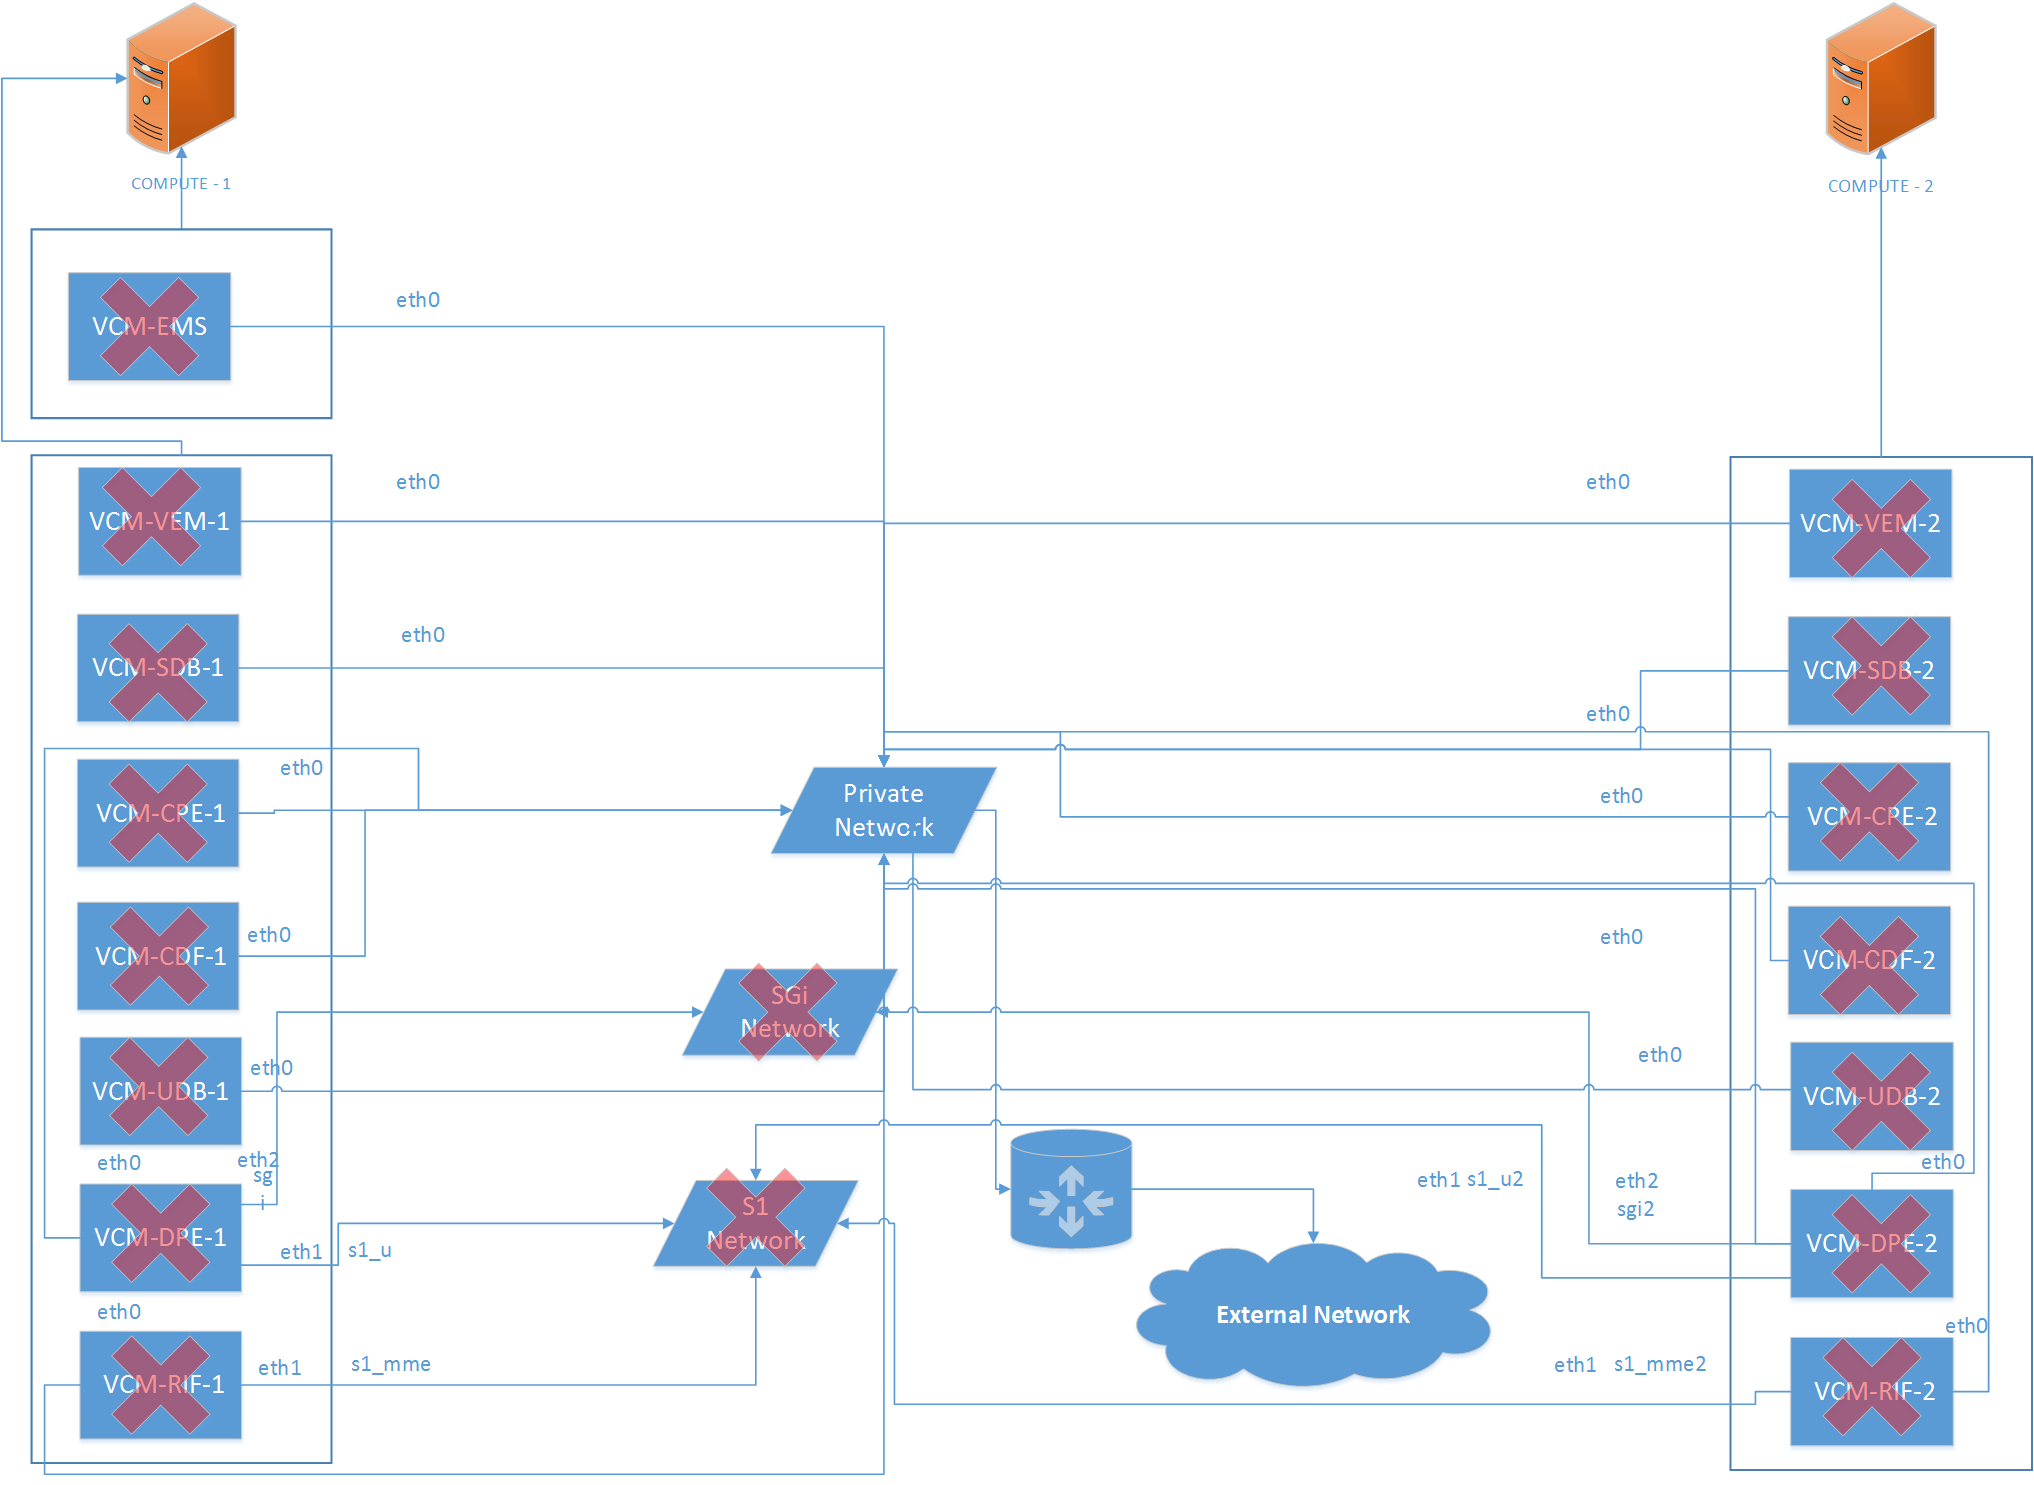 COMPUTE - 1
COMPUTE - 2
VCM-EMS
eth0
VCM-VEM-1
eth0
eth0
VCM-VEM-2
VCM-SDB-1
eth0
VCM-SDB-2
eth0
VCM-CPE-1
eth0
Private
Network
eth0
VCM-CPE-2
VCM-CDF-1
eth0
eth0
VCM-CDF-2
SGi
Network
VCM-UDB-1
eth0
eth0
VCM-UDB-2
eth0
eth2
sg
i
eth0
VCM-DPE-1
eth1
s1_u
S1
Network
eth1 s1_u2
eth2
sgi2
VCM-DPE-2
External Network
eth0
eth0
VCM-RIF-1
eth1
s1_mme
eth1
s1_mme2
VCM-RIF-2